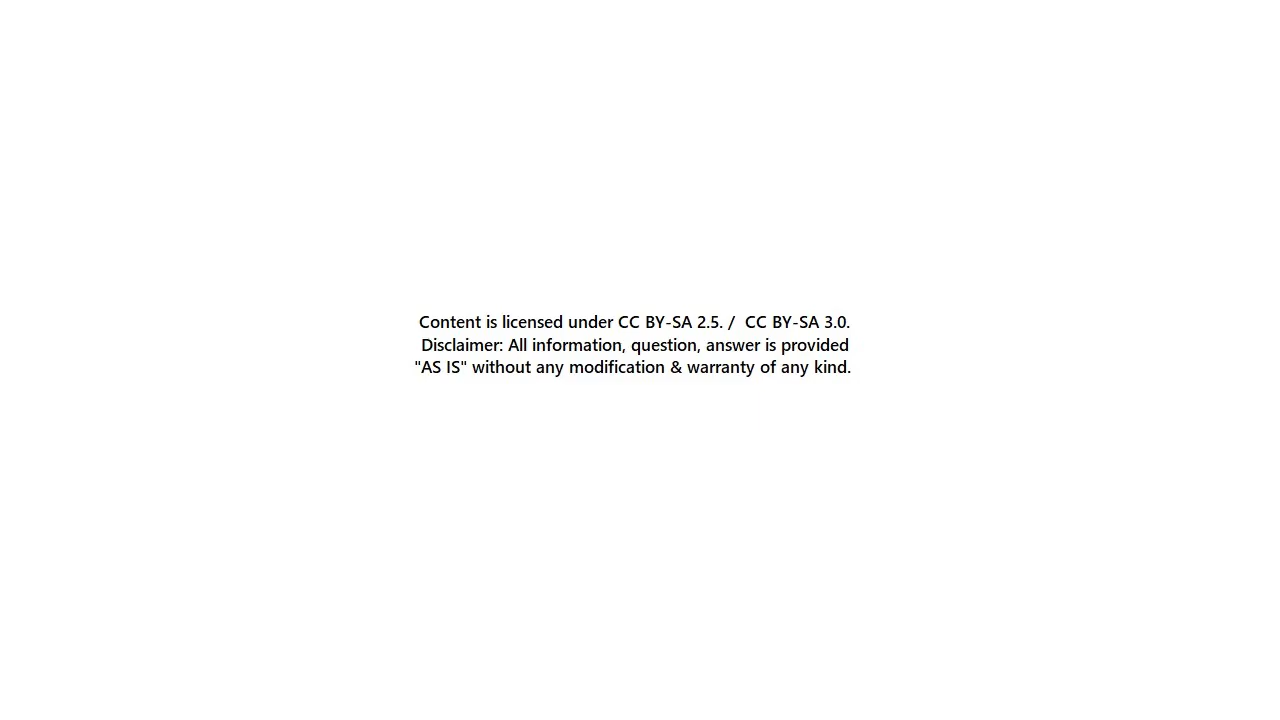 Content is licensed under CC BY-SA 2.5. /  CC BY-SA 3.0.
Disclaimer: All information, question, answer is provided
"AS IS" without any modification & warranty of any kind.